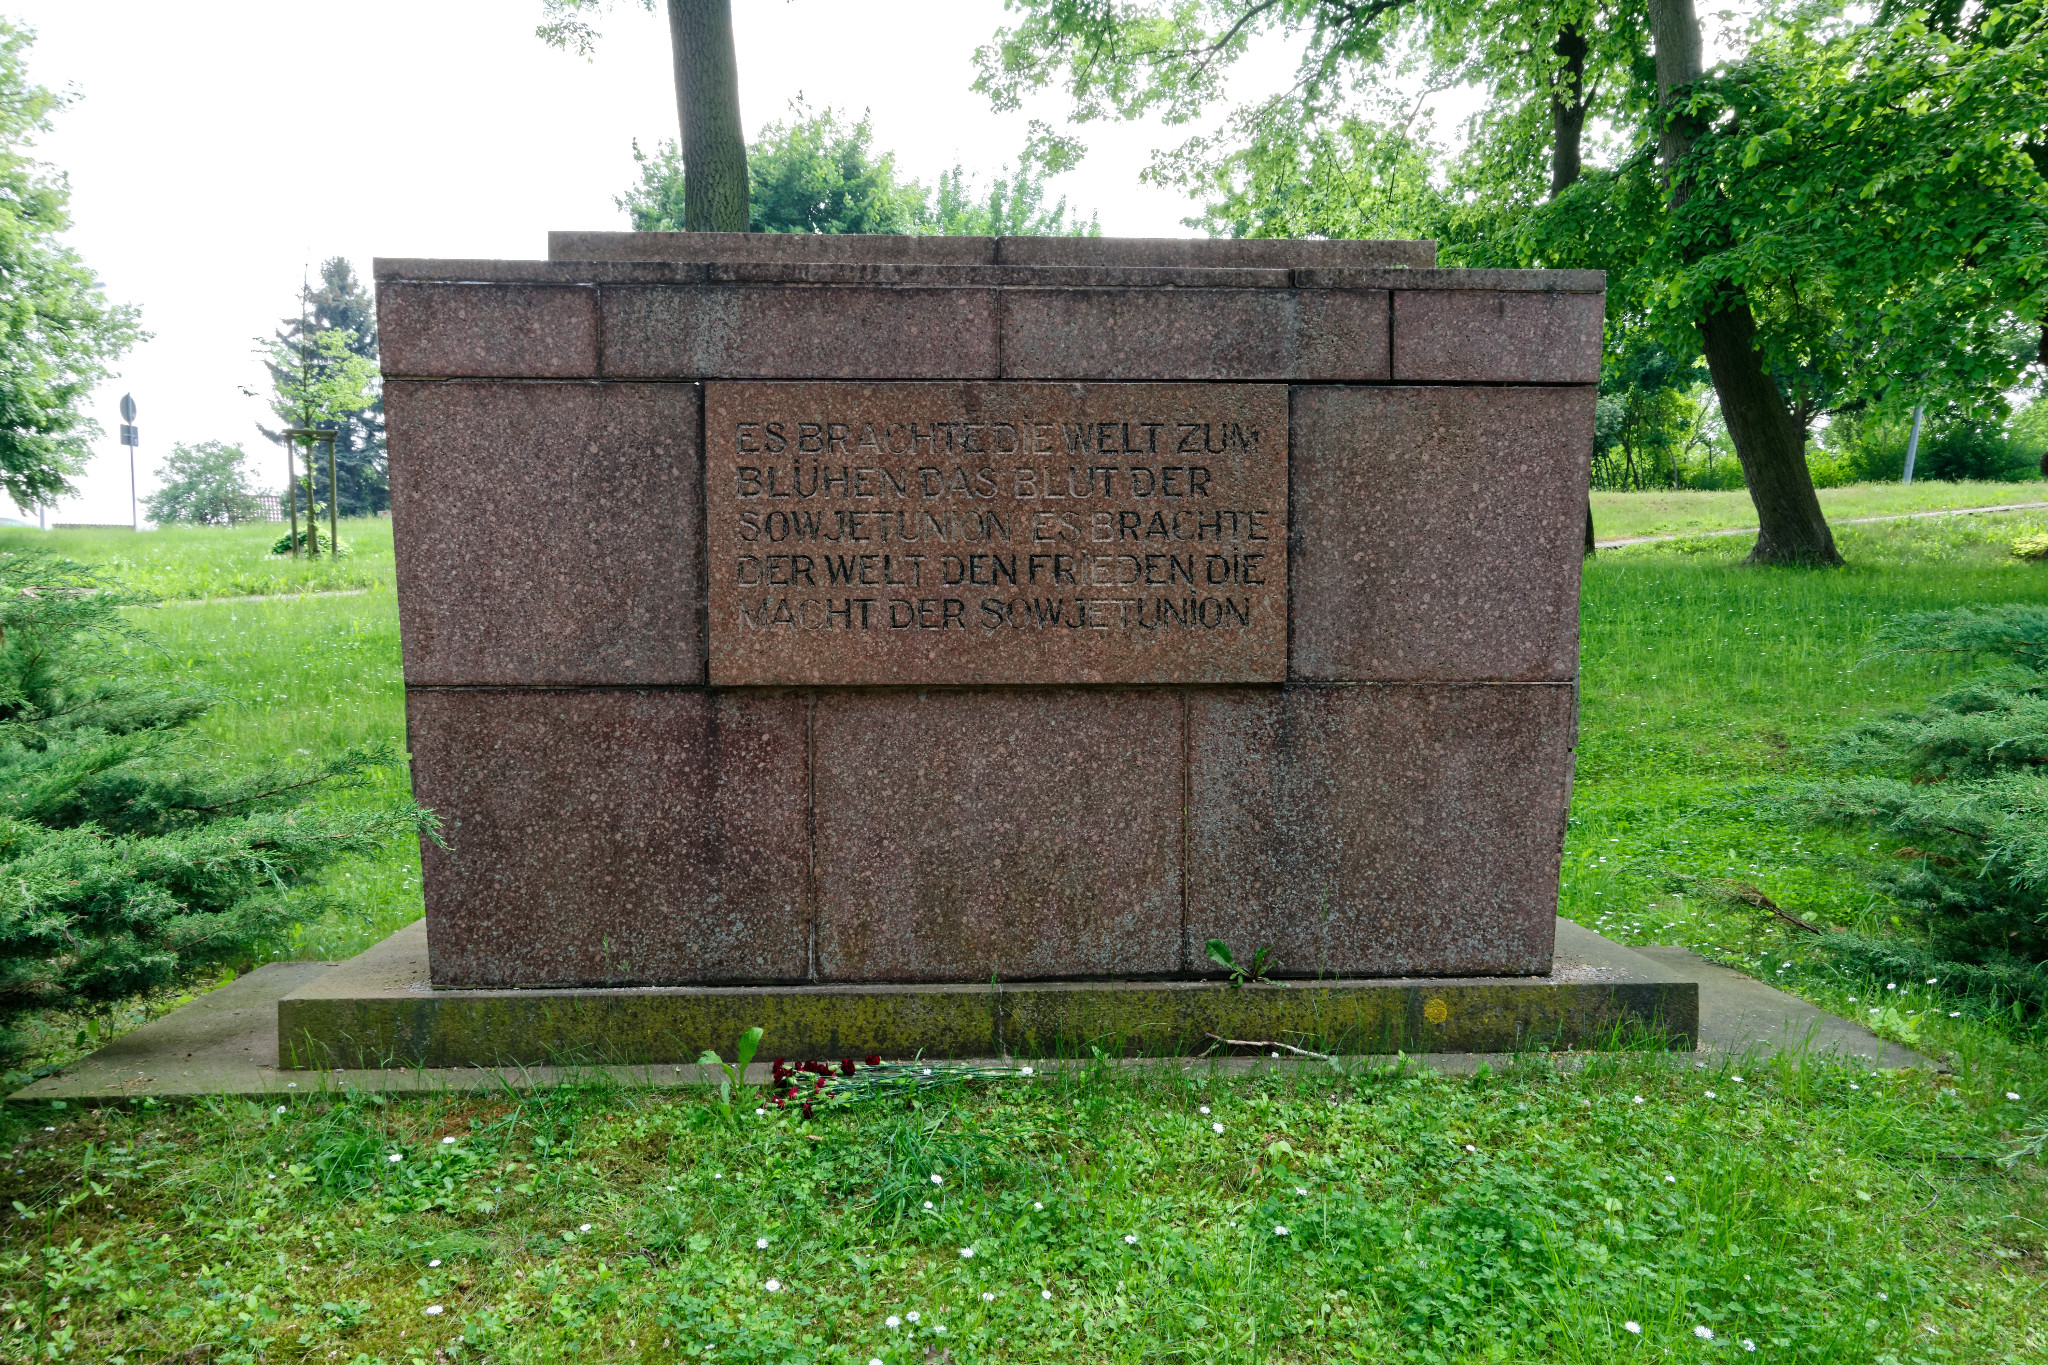 ES BRACHTE DIE WELT ZUM
BLÜHEN DAS BLUT DER
SOWJETUNION ES BRACHTE
DER WELT DEN FRIEDEN DIE
MACHT DER SOWJETUNION